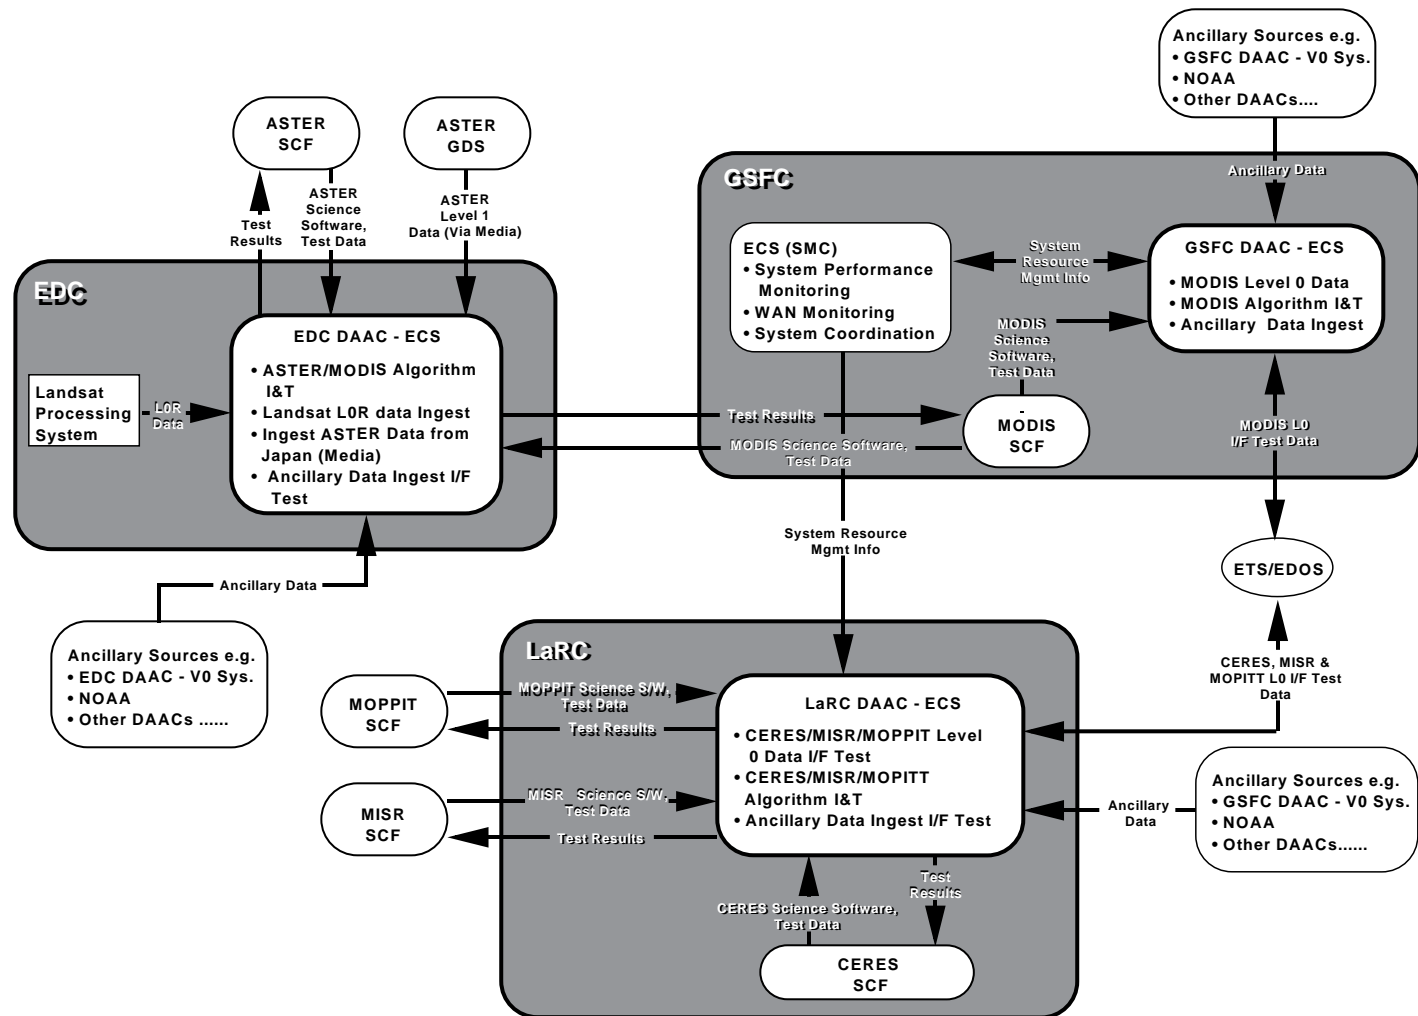 Ancillary Sources e.g.
• GSFC DAAC - V0 Sys.
• NOAA
• Other DAACs....
ASTER
SCF
ASTER
GDS
Ancillary Data
GSFC
Test
Results
ASTER
Science
Software,
Test Data
ASTER
Level 1
Data (Via Media)
ECS (SMC)
• System Performance
Monitoring
• WAN Monitoring
• System Coordination
System
Resource
Mgmt Info
GSFC DAAC - ECS
• MODIS Level 0 Data
• MODIS Algorithm I&T
• Ancillary Data Ingest
EDC
EDC DAAC - ECS
• ASTER/MODIS Algorithm
I&T
• Landsat L0R data Ingest
• Ingest ASTER Data from
Japan (Media)
• Ancillary Data Ingest I/F
Test
Landsat
Processing
System
L0R
Data
MODIS
Science
Software,
Test Data
Test Results
MODIS Science Software,
Test Data
-
MODIS
SCF
MODIS L0
I/F Test Data
System Resource
Mgmt Info
ETS/EDOS
Ancillary Data
Ancillary Sources e.g.
• EDC DAAC - V0 Sys.
• NOAA
• Other DAACs ......
LaRC
CERES, MISR &
MOPITT L0 I/F Test
Data
MOPPIT
SCF
MOPPIT Science S/W,
Test Data
Test Results
LaRC DAAC - ECS
• CERES/MISR/MOPPIT Level
0 Data I/F Test
• CERES/MISR/MOPITT
Algorithm I&T
• Ancillary Data Ingest I/F Test
MISR
SCF
MISR Science S/W,
Test Data
Test Results
Ancillary
Data
Ancillary Sources e.g.
• GSFC DAAC - V0 Sys.
• NOAA
• Other DAACs......
CERES Science Software,
Test Data
Test
Results
CERES
SCF